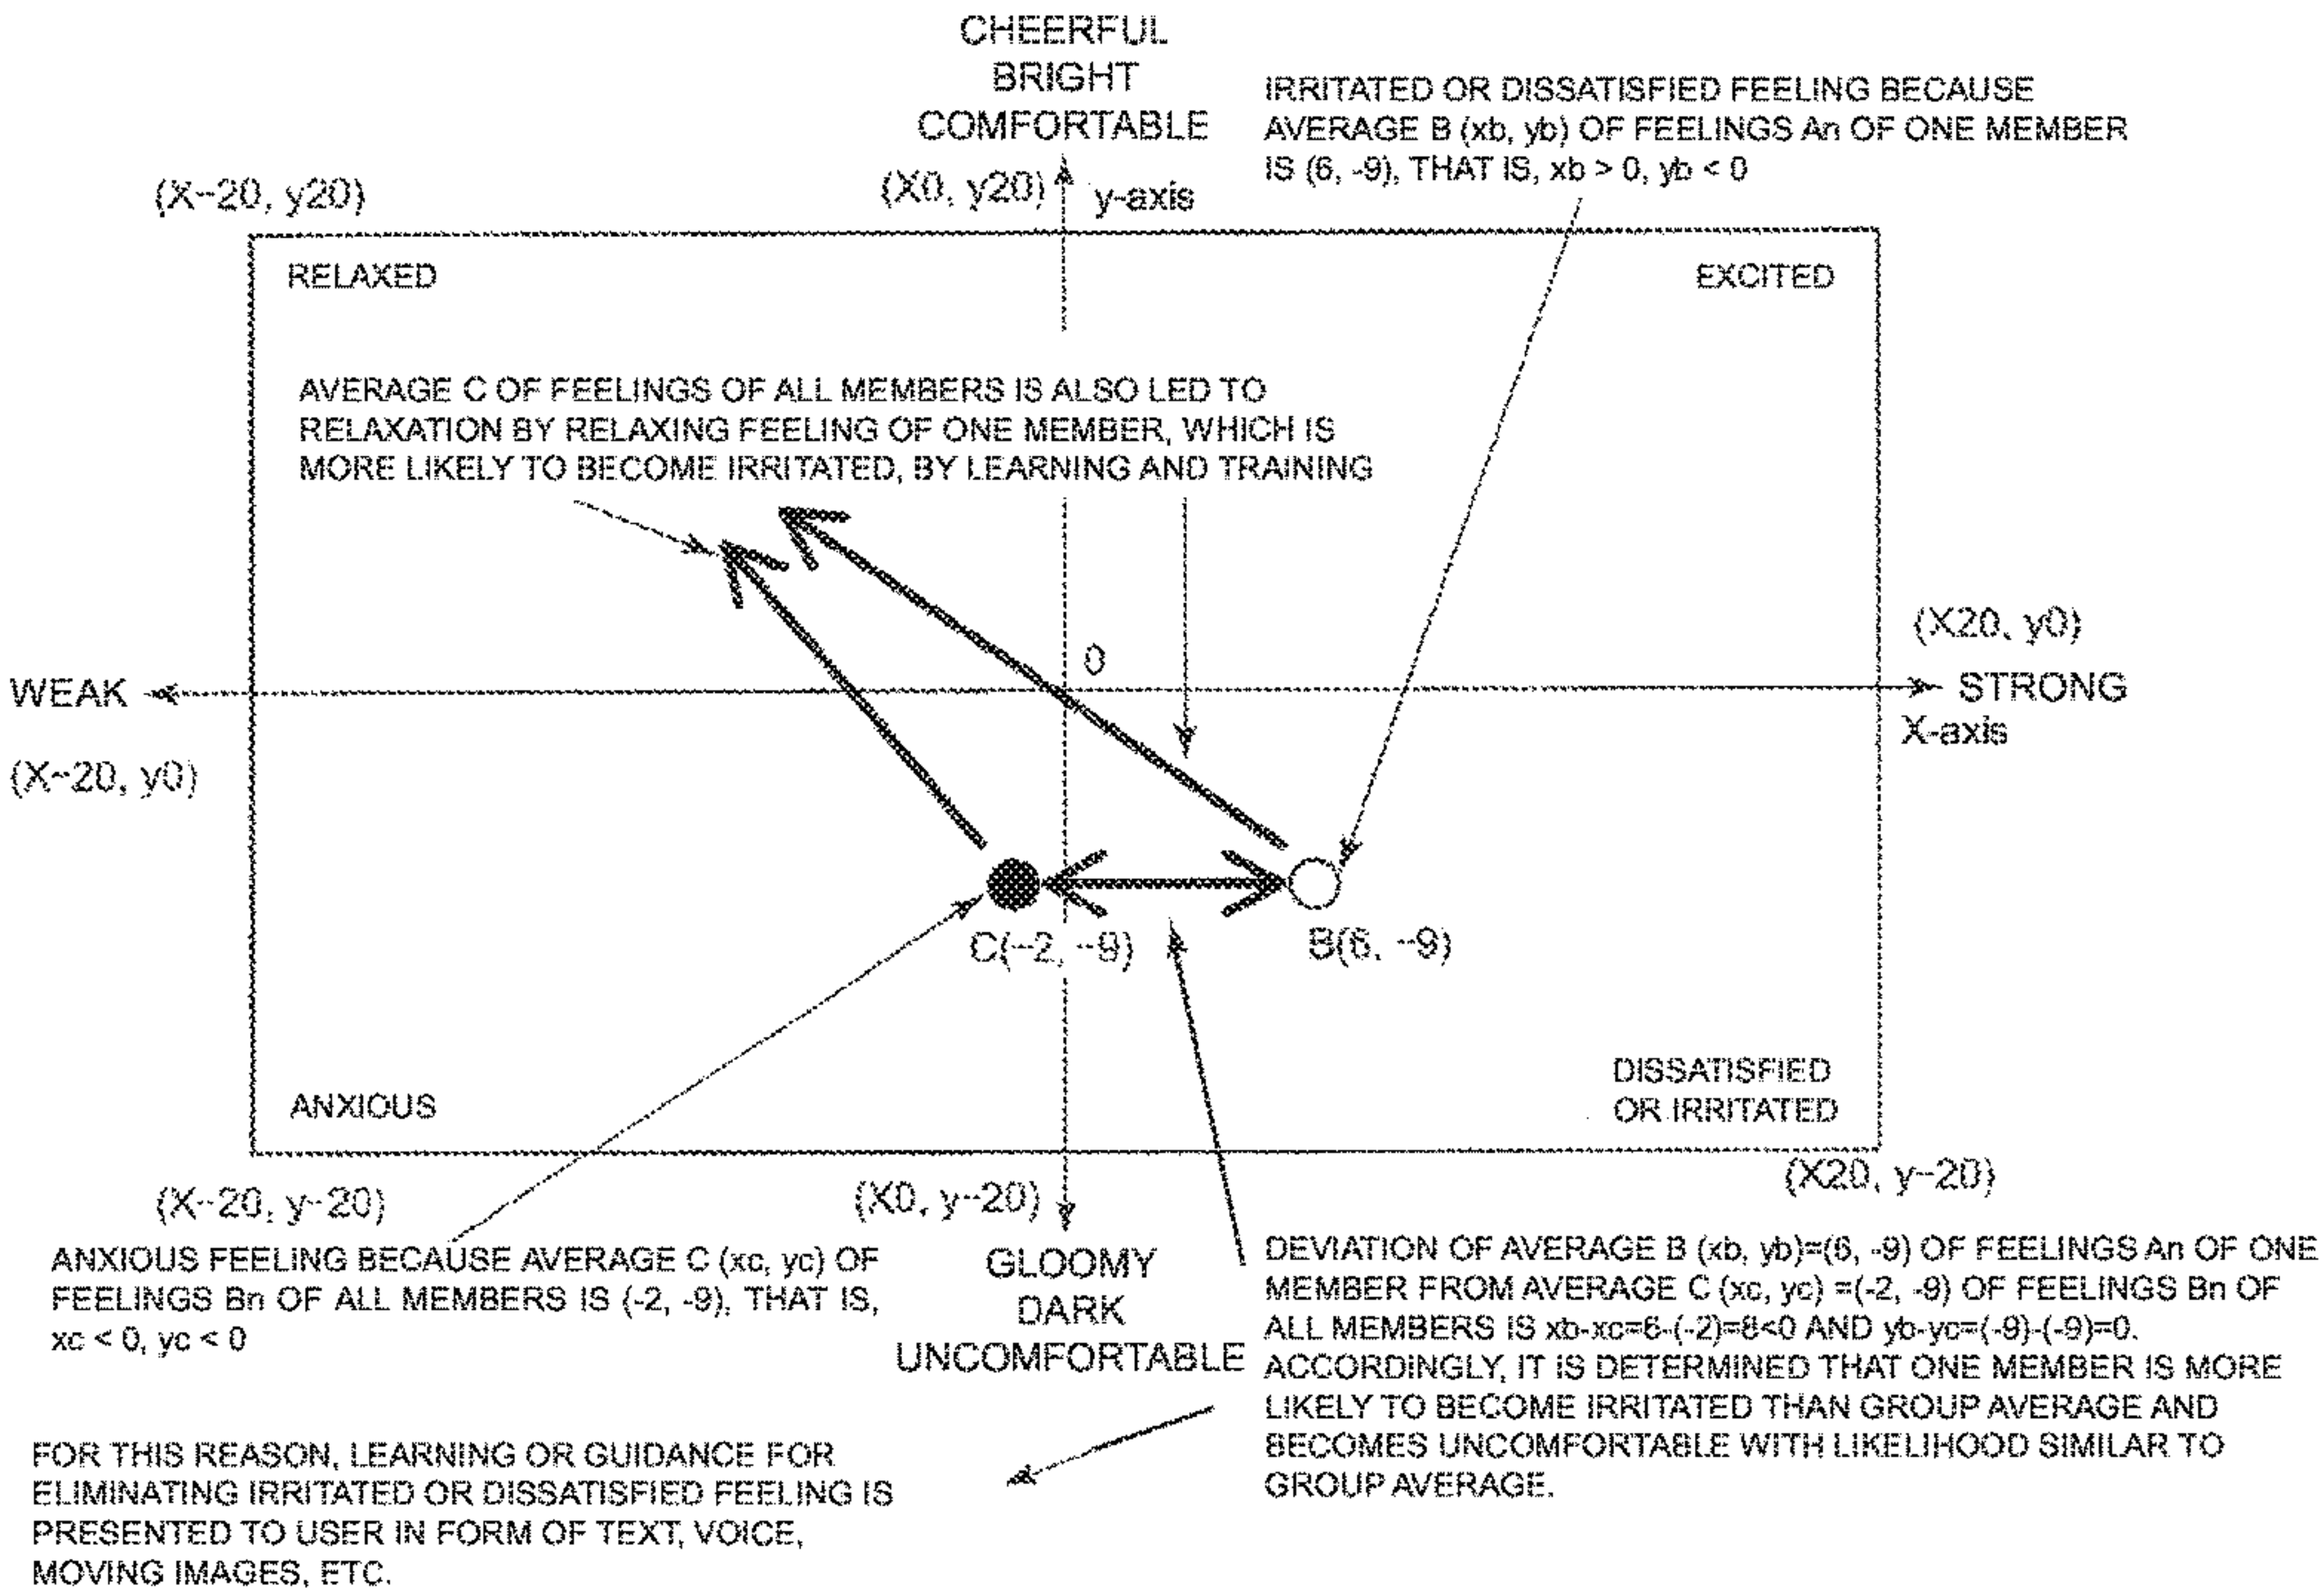 CHEERFUL
BRIGHT
COMFORTABLE
IRRITATED OR DISSATISFIED FEELING BECAUSE
AVERAGE B (xb, yb) OF FEELINGS An OF ONE MEMBER
IS (6, -9), THAT IS, xb > 0, yb < 0
(X-20, y20)
(X0, y20)
y-axis
RELAXED
EXCITED
AVERAGE C OF FEELINGS OF ALL MEMBERS IS ALSO LED TO
RELAXATION BY RELAXING FEELING OF ONE MEMBER, WHICH IS
MORE LIKELY TO BECOME IRRITATED, BY LEARNING AND TRAINING
(X20, y0)
0
WEAK
STRONG
X-axis
(X-20, y0)
C(-2, -9)
B(6, -9)
DISSATISFIED
OR IRRITATED
ANXIOUS
(X-20, y-20)
(X0, y-20)
(X20, y-20)
ANXIOUS FEELING BECAUSE AVERAGE C (xc, yc) OF
FEELINGS Bn OF ALL MEMBERS IS (-2, -9), THAT IS,
xc < 0, yc < 0
GLOOMY
DARK
UNCOMFORTABLE
DEVIATION OF AVERAGE B (xb, yb)=(6, -9) OF FEELINGS An OF ONE
MEMBER FROM AVERAGE C (xc, yc) =(-2, -9) OF FEELINGS Bn OF
ALL MEMBERS IS xb-xc=6-(-2)=8<0 AND yb-yc=(-9)-(-9)=0.
ACCORDINGLY, IT IS DETERMINED THAT ONE MEMBER IS MORE
LIKELY TO BECOME IRRITATED THAN GROUP AVERAGE AND
BECOMES UNCOMFORTABLE WITH LIKELIHOOD SIMILAR TO
GROUP AVERAGE.
FOR THIS REASON, LEARNING OR GUIDANCE FOR
ELIMINATING IRRITATED OR DISSATISFIED FEELING IS
PRESENTED TO USER IN FORM OF TEXT, VOICE,
MOVING IMAGES, ETC.